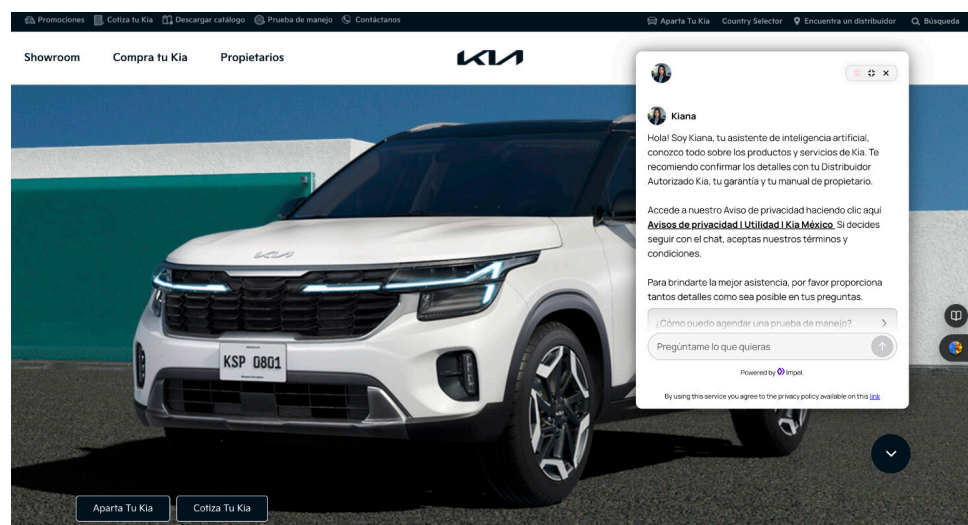 Promociones Cotiza tu Kia Descargar catálogo Prueba de manejo Contáctanos
Aparta Tu Kia Country Selector Encuentra un distribuidor Búsqueda
Showroom Compra tu Kia Propietarios
KIA
Kiana
Hola! Soy Kiana, tu asistente de inteligencia artificial,
conozco todo sobre los productos y servicios de Kia. Te
recomiendo confirmar los detalles con tu Distribuidor
Autorizado Kia, tu garantía y tu manual de propietario.
Accede a nuestro Aviso de privacidad haciendo clic aquí
Avisos de privacidad | Utilidad | Kia México Si decides
seguir con el chat, aceptas nuestros términos y
condiciones.
Para brindarte la mejor asistencia, por favor proporciona
tantos detalles como sea posible en tus preguntas.
¿Cómo puedo agendar una prueba de manejo?
Pregúntame lo que quieras
Powered by Impel.
By using this service you agree to the privacy policy available on this link
KIA
KSP 0801
Aparta Tu Kia Cotiza Tu Kia